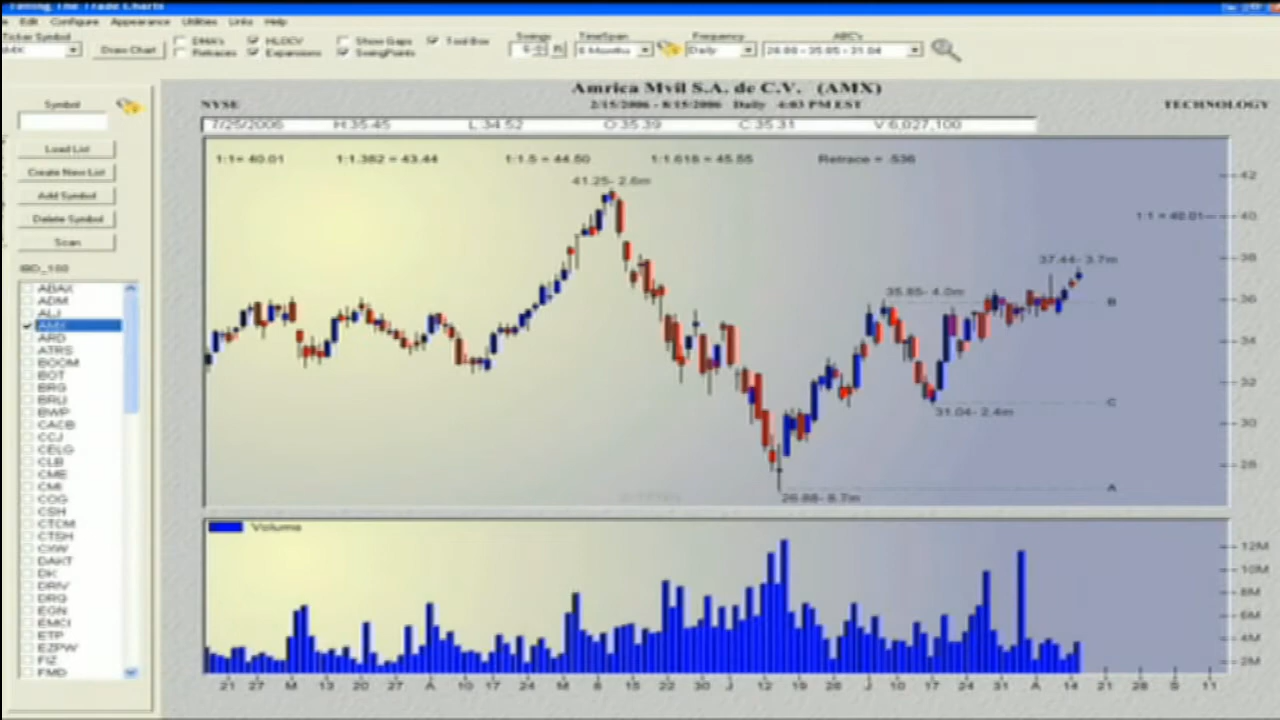 Timing The Trade Charts
Edit Configure Appearance Utilities Links Help
Ticker Symbol
AMX
Draw Chart
DMA's
Retraces
HLOCV
Expansions
Show Gaps
SwingPoints
Tool Box
Swings
TimeSpan
6 Months
Frequency
Daily
ABC's
26.88 - 35.85 - 31.04
Symbol
Load List
Create New List
Add Symbol
Delete Symbol
Scan
IBD_100
ABAX
ADM
ALJ
AMX
ARD
ATRS
BOOM
BOT
BRG
BRLI
BWP
CACB
CCJ
CELG
CLB
CME
CMI
COG
CSH
CTCM
CTSH
CXW
DAKT
DK
DRIV
DRQ
EGN
EMCI
ETP
EZPW
FIZ
FMD
Amrica Mvil S.A. de C.V. (AMX)
NYSE
2/15/2006 - 8/15/2006 Daily 4:03 PM EST
TECHNOLOGY
7/25/2006 H:35.45 L:34.52 O:35.39 C:35.31 V:6,027,100
1:1= 40.01 1:1.382 = 43.44 1:1.5 = 44.50 1:1.618 = 45.55 Retrace = .536
41.25- 2.6m
42
1:1 = 40.01
40
37.44- 3.7m
38
35.85- 4.0m
B
36
34
32
C
31.04- 2.4m
30
28
A
26.88- 6.7m
Volume
12M
10M
8M
6M
4M
2M
21 27 M 13 20 27 A 10 17 24 M 8 15 22 30 J 12 19 26 J 10 17 24 31 A 14 21 28 S 11